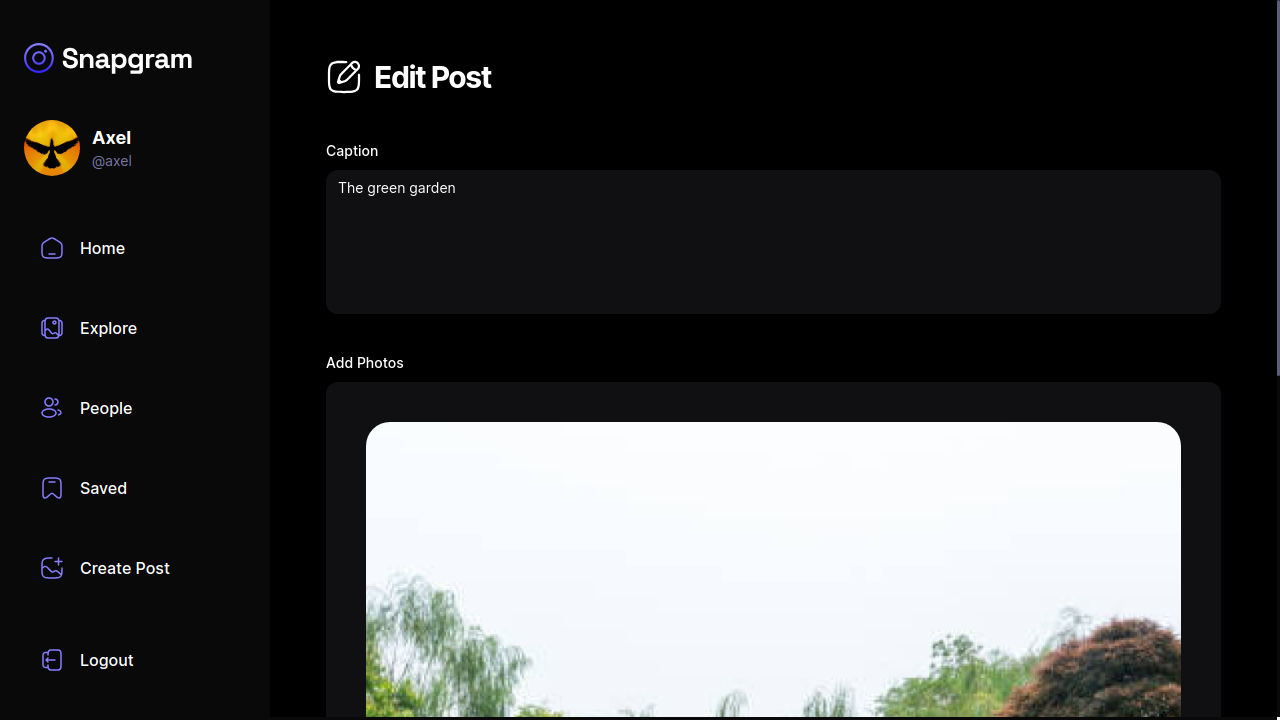 Snapgram
Axel
@axel
Home
Explore
People
Saved
Create Post
Logout
Edit Post
Caption
The green garden
Add Photos